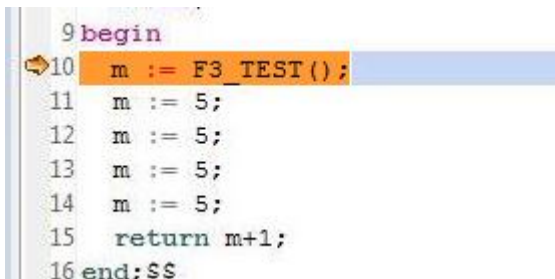 9 begin
10 m := F3_TEST();
11 m := 5;
12 m := 5;
13 m := 5;
14 m := 5;
15 return m+1;
16 end;$$